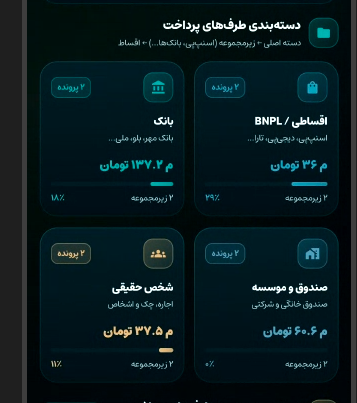 دسته‌بندی طرف‌های پرداخت
دسته اصلی ← زیرمجموعه (اسنپ‌پی، بانک‌ها...) ← اقساط
۲ پرونده
اقساطی / BNPL
اسنپ‌پی، دیجی‌پی، تارا...
۳۶ م تومان
۲ زیرمجموعه
۲۹٪
۲ پرونده
بانک
بانک مهر، بلو، ملی...
۱۳۷.۲ م تومان
۲ زیرمجموعه
۱۸٪
۲ پرونده
صندوق و موسسه
صندوق خانگی و شرکتی
۶۰.۶ م تومان
۲ زیرمجموعه
۰٪
۲ پرونده
شخص حقیقی
اجاره، چک و اشخاص
۳۷.۵ م تومان
۲ زیرمجموعه
۱۱٪